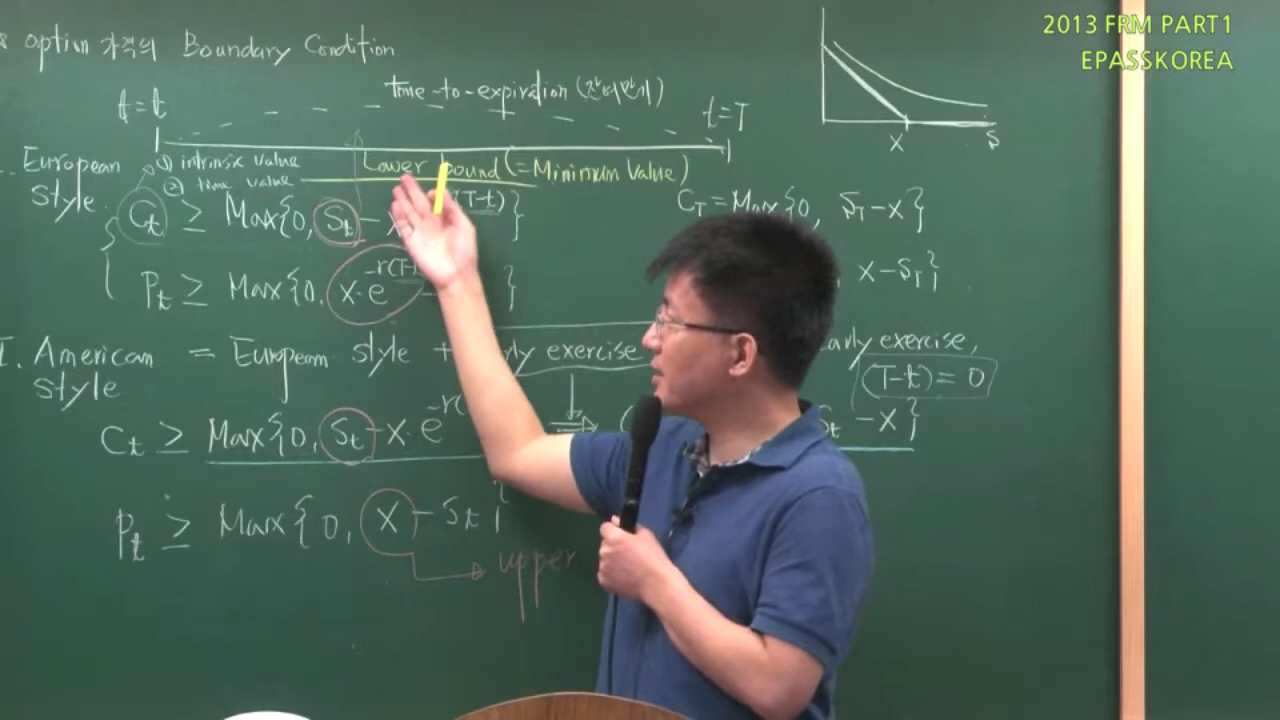 option 가격의 Boundary Condition
2013 FRM PART1
EPASSKOREA
time-to-expiration (잔여만기)
t=t
t=T
European style
① intrinsic value
② time value
Lower bound (=Minimum Value)
Ct ≥ Max{0, St - X (T-t)}
CT = Max{0, ST - X}
Pt ≥ Max{0, X·e^-r(T- - }
X - ST}
X
S
I. American style = European style + early exercise
early exercise,
(T-t) = 0
Ct ≥ Max{0, St - X·e^-r(
St - X}
Pt ≥ Max{0, X - St}
upper